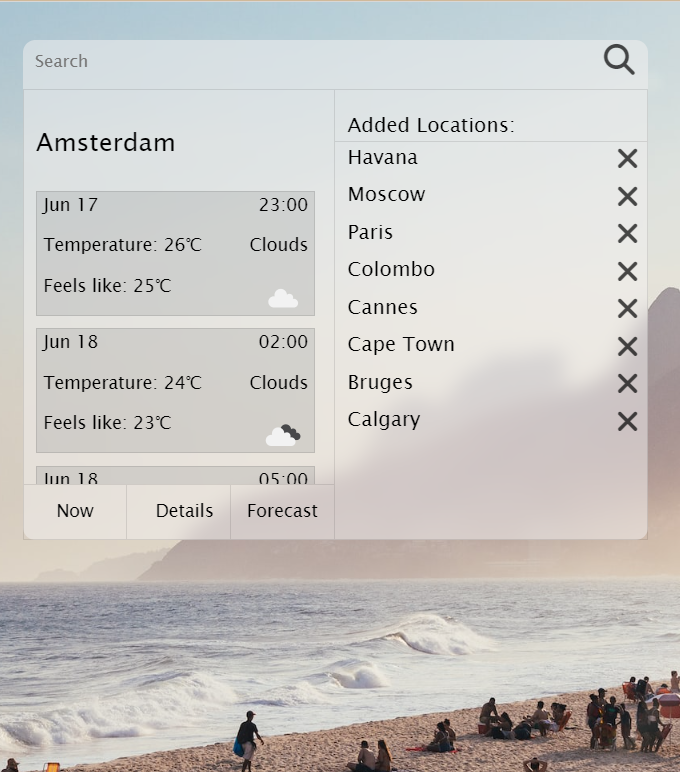 Search
Amsterdam
Jun 17 23:00
Temperature: 26℃ Clouds
Feels like: 25℃
Jun 18 02:00
Temperature: 24℃ Clouds
Feels like: 23℃
Jun 18 05:00
Now Details Forecast
Added Locations:
Havana
Moscow
Paris
Colombo
Cannes
Cape Town
Bruges
Calgary